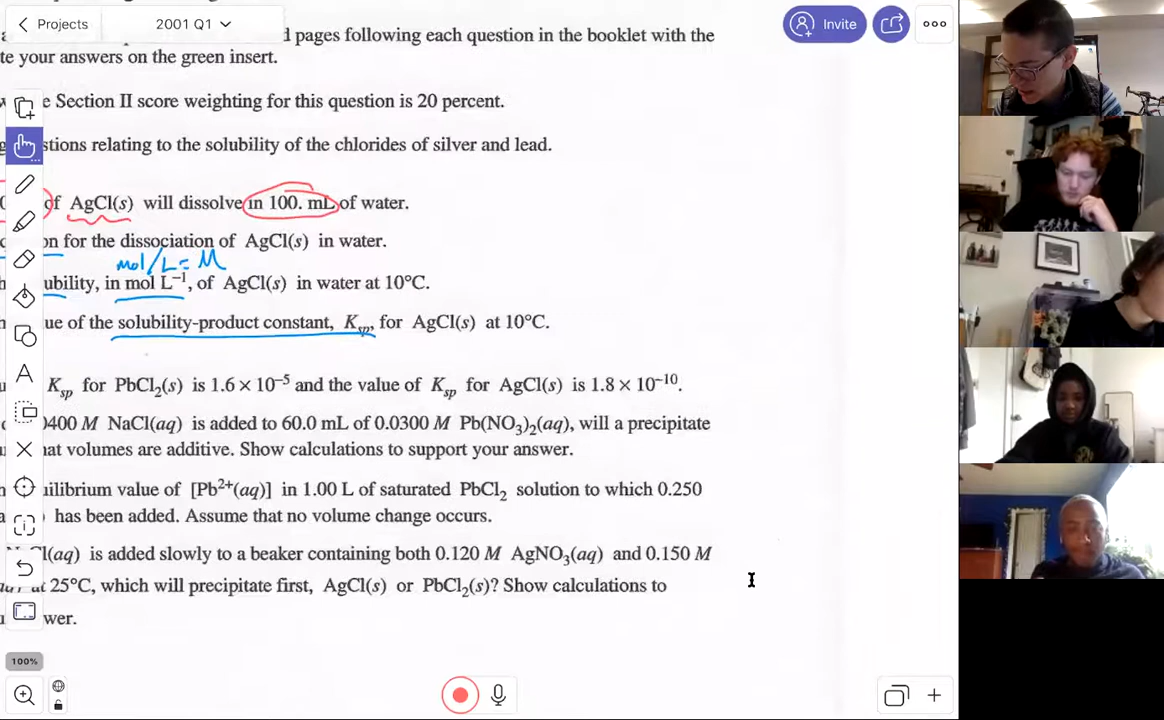 Projects
2001 Q1
Invite
d pages following each question in the booklet with the
te your answers on the green insert.
e Section II score weighting for this question is 20 percent.
stions relating to the solubility of the chlorides of silver and lead.
of AgCl(s) will dissolve in 100. mL of water.
on for the dissociation of AgCl(s) in water.
mol/L = M
ubility, in mol L⁻¹, of AgCl(s) in water at 10°C.
ue of the solubility-product constant, Ksp, for AgCl(s) at 10°C.
Ksp for PbCl₂(s) is 1.6 × 10⁻⁵ and the value of Ksp for AgCl(s) is 1.8 × 10⁻¹⁰.
0400 M NaCl(aq) is added to 60.0 mL of 0.0300 M Pb(NO₃)₂(aq), will a precipitate
at volumes are additive. Show calculations to support your answer.
uilibrium value of [Pb²⁺(aq)] in 1.00 L of saturated PbCl₂ solution to which 0.250
has been added. Assume that no volume change occurs.
Cl(aq) is added slowly to a beaker containing both 0.120 M AgNO₃(aq) and 0.150 M
at 25°C, which will precipitate first, AgCl(s) or PbCl₂(s)? Show calculations to
wer.
100%